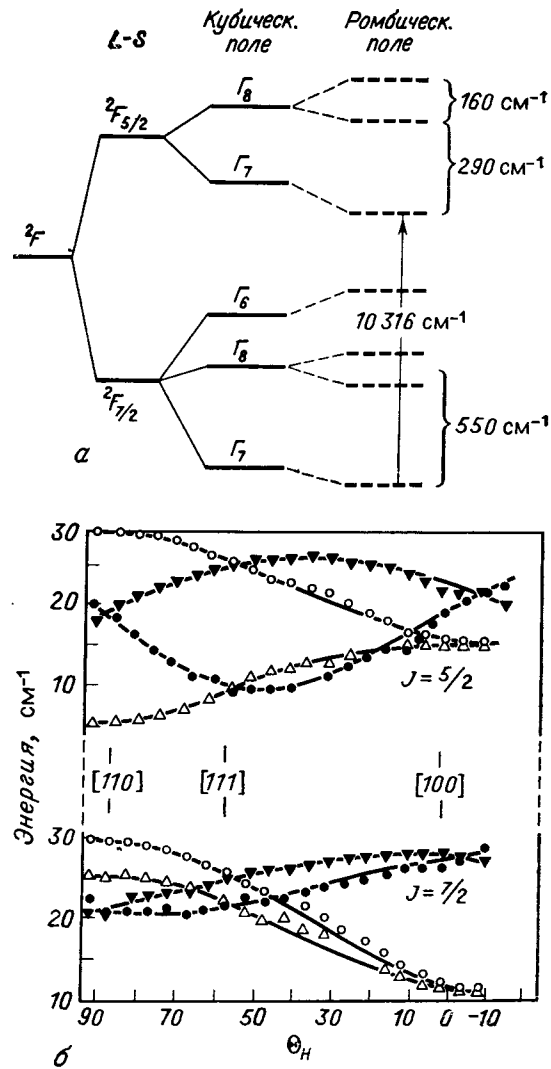 L-S
Кубическ. поле
Ромбическ. поле
²F
²F₅/₂
²F₇/₂
Γ₈
Γ₇
Γ₆
Γ₈
Γ₇
160 см⁻¹
290 см⁻¹
10 316 см⁻¹
550 см⁻¹
а
Энергия, см⁻¹
30
20
10
J = 5/2
[110]
[111]
[100]
30
20
10
J = 7/2
90
70
50
30
10
0
-10
Θ_H
б